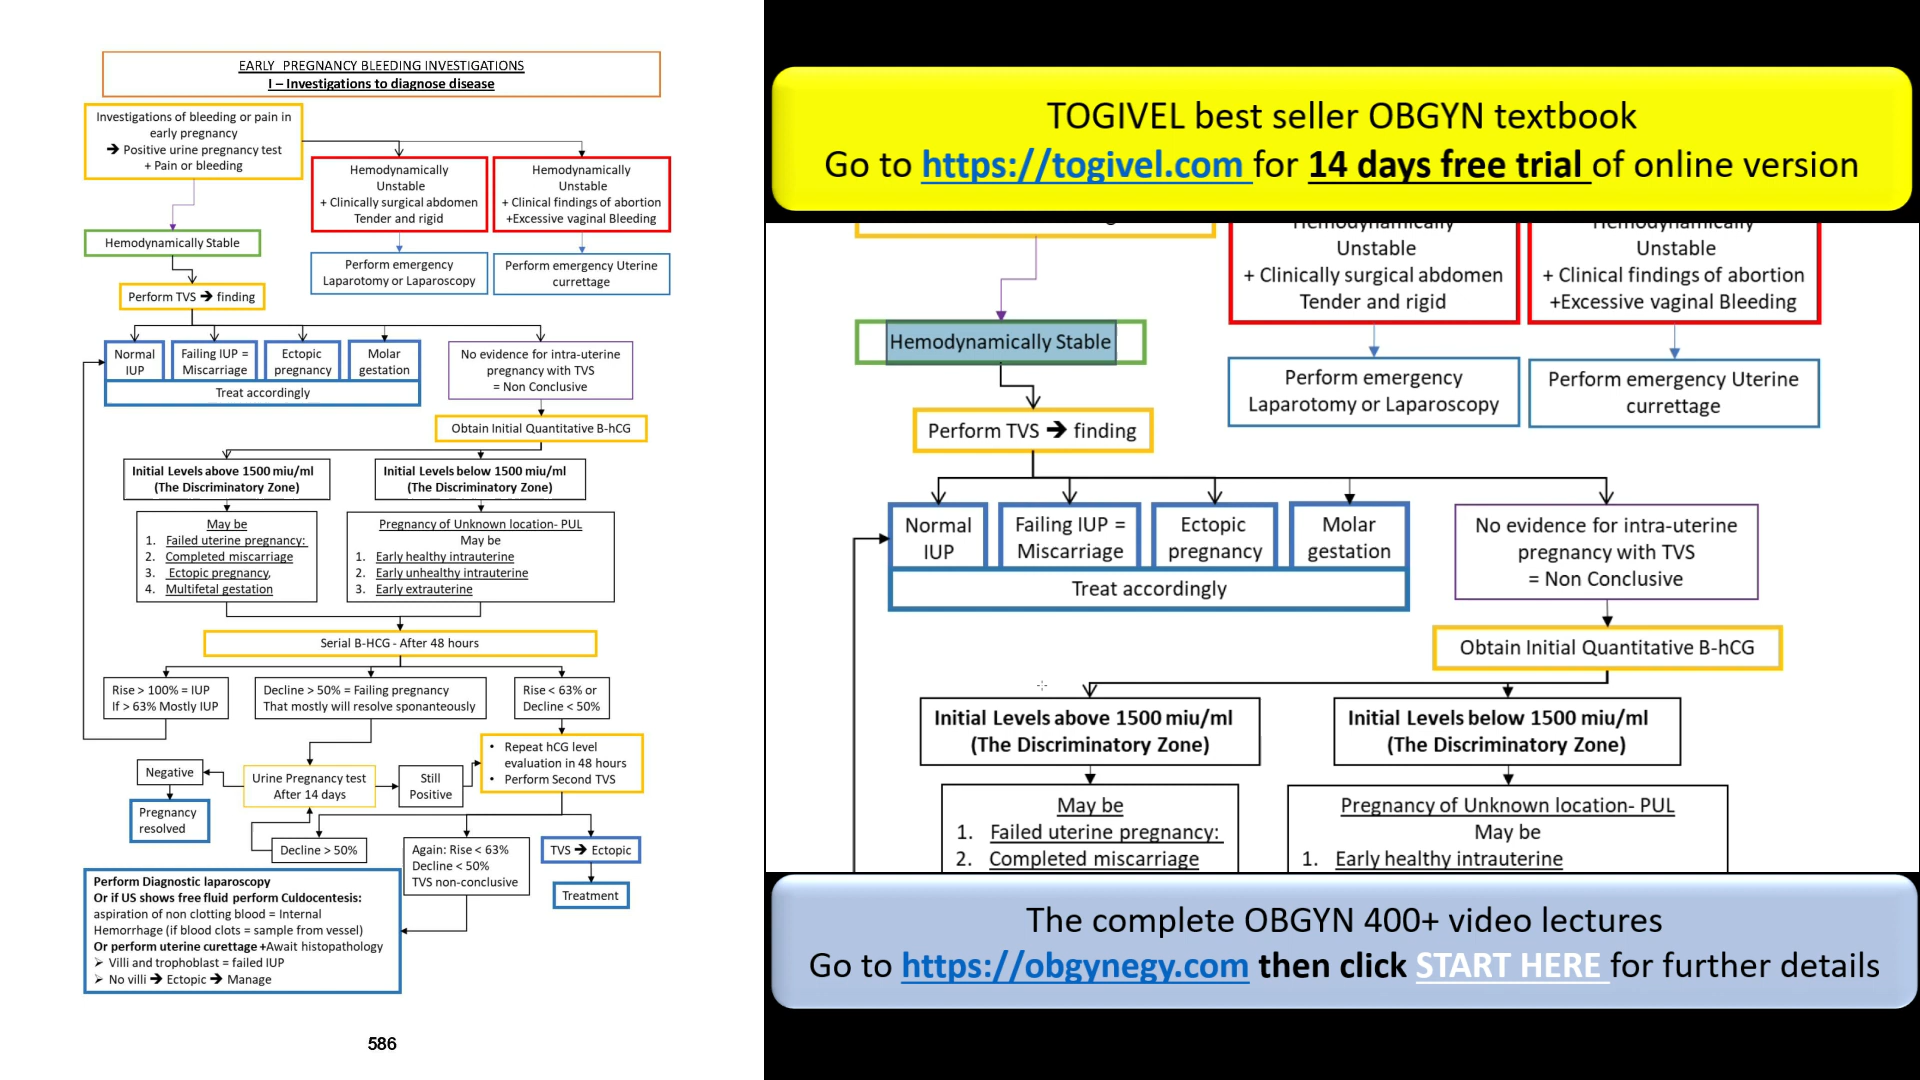 EARLY PREGNANCY BLEEDING INVESTIGATIONS
I – Investigations to diagnose disease
Investigations of bleeding or pain in
early pregnancy
➔ Positive urine pregnancy test
+ Pain or bleeding
Hemodynamically
Unstable
+ Clinically surgical abdomen
Tender and rigid
Hemodynamically
Unstable
+ Clinical findings of abortion
+Excessive vaginal Bleeding
Hemodynamically Stable
Perform emergency
Laparotomy or Laparoscopy
Perform emergency Uterine
currettage
Perform TVS ➔ finding
Normal
IUP
Failing IUP =
Miscarriage
Ectopic
pregnancy
Molar
gestation
Treat accordingly
No evidence for intra-uterine
pregnancy with TVS
= Non Conclusive
Obtain Initial Quantitative B-hCG
Initial Levels above 1500 miu/ml
(The Discriminatory Zone)
Initial Levels below 1500 miu/ml
(The Discriminatory Zone)
May be
1. Failed uterine pregnancy:
2. Completed miscarriage
3. Ectopic pregnancy,
4. Multifetal gestation
Pregnancy of Unknown location- PUL
May be
1. Early healthy intrauterine
2. Early unhealthy intrauterine
3. Early extrauterine
Serial B-HCG - After 48 hours
Rise > 100% = IUP
If > 63% Mostly IUP
Decline > 50% = Failing pregnancy
That mostly will resolve sponanteously
Rise < 63% or
Decline < 50%
• Repeat hCG level
evaluation in 48 hours
• Perform Second TVS
Negative
Urine Pregnancy test
After 14 days
Still
Positive
Pregnancy
resolved
Decline > 50%
Again: Rise < 63%
Decline < 50%
TVS non-conclusive
TVS ➔ Ectopic
Treatment
Perform Diagnostic laparoscopy
Or if US shows free fluid perform Culdocentesis:
aspiration of non clotting blood = Internal
Hemorrhage (if blood clots = sample from vessel)
Or perform uterine curettage +Await histopathology
➢ Villi and trophoblast = failed IUP
➢ No villi ➔ Ectopic ➔ Manage
586
TOGIVEL best seller OBGYN textbook
Go to https://togivel.com for 14 days free trial of online version
Hemodynamically
Unstable
+ Clinically surgical abdomen
Tender and rigid
Hemodynamically
Unstable
+ Clinical findings of abortion
+Excessive vaginal Bleeding
Hemodynamically Stable
Perform emergency
Laparotomy or Laparoscopy
Perform emergency Uterine
currettage
Perform TVS ➔ finding
Normal
IUP
Failing IUP =
Miscarriage
Ectopic
pregnancy
Molar
gestation
Treat accordingly
No evidence for intra-uterine
pregnancy with TVS
= Non Conclusive
Obtain Initial Quantitative B-hCG
Initial Levels above 1500 miu/ml
(The Discriminatory Zone)
Initial Levels below 1500 miu/ml
(The Discriminatory Zone)
May be
1. Failed uterine pregnancy:
2. Completed miscarriage
Pregnancy of Unknown location- PUL
May be
1. Early healthy intrauterine
The complete OBGYN 400+ video lectures
Go to https://obgynegy.com then click START HERE for further details